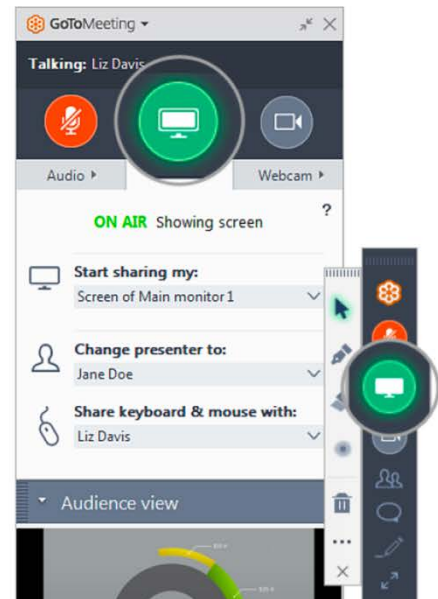 GoToMeeting
Talking: Liz Davis
Audio
Webcam
ON AIR Showing screen
?
Start sharing my:
Screen of Main monitor 1
Change presenter to:
Jane Doe
Share keyboard & mouse with:
Liz Davis
Audience view